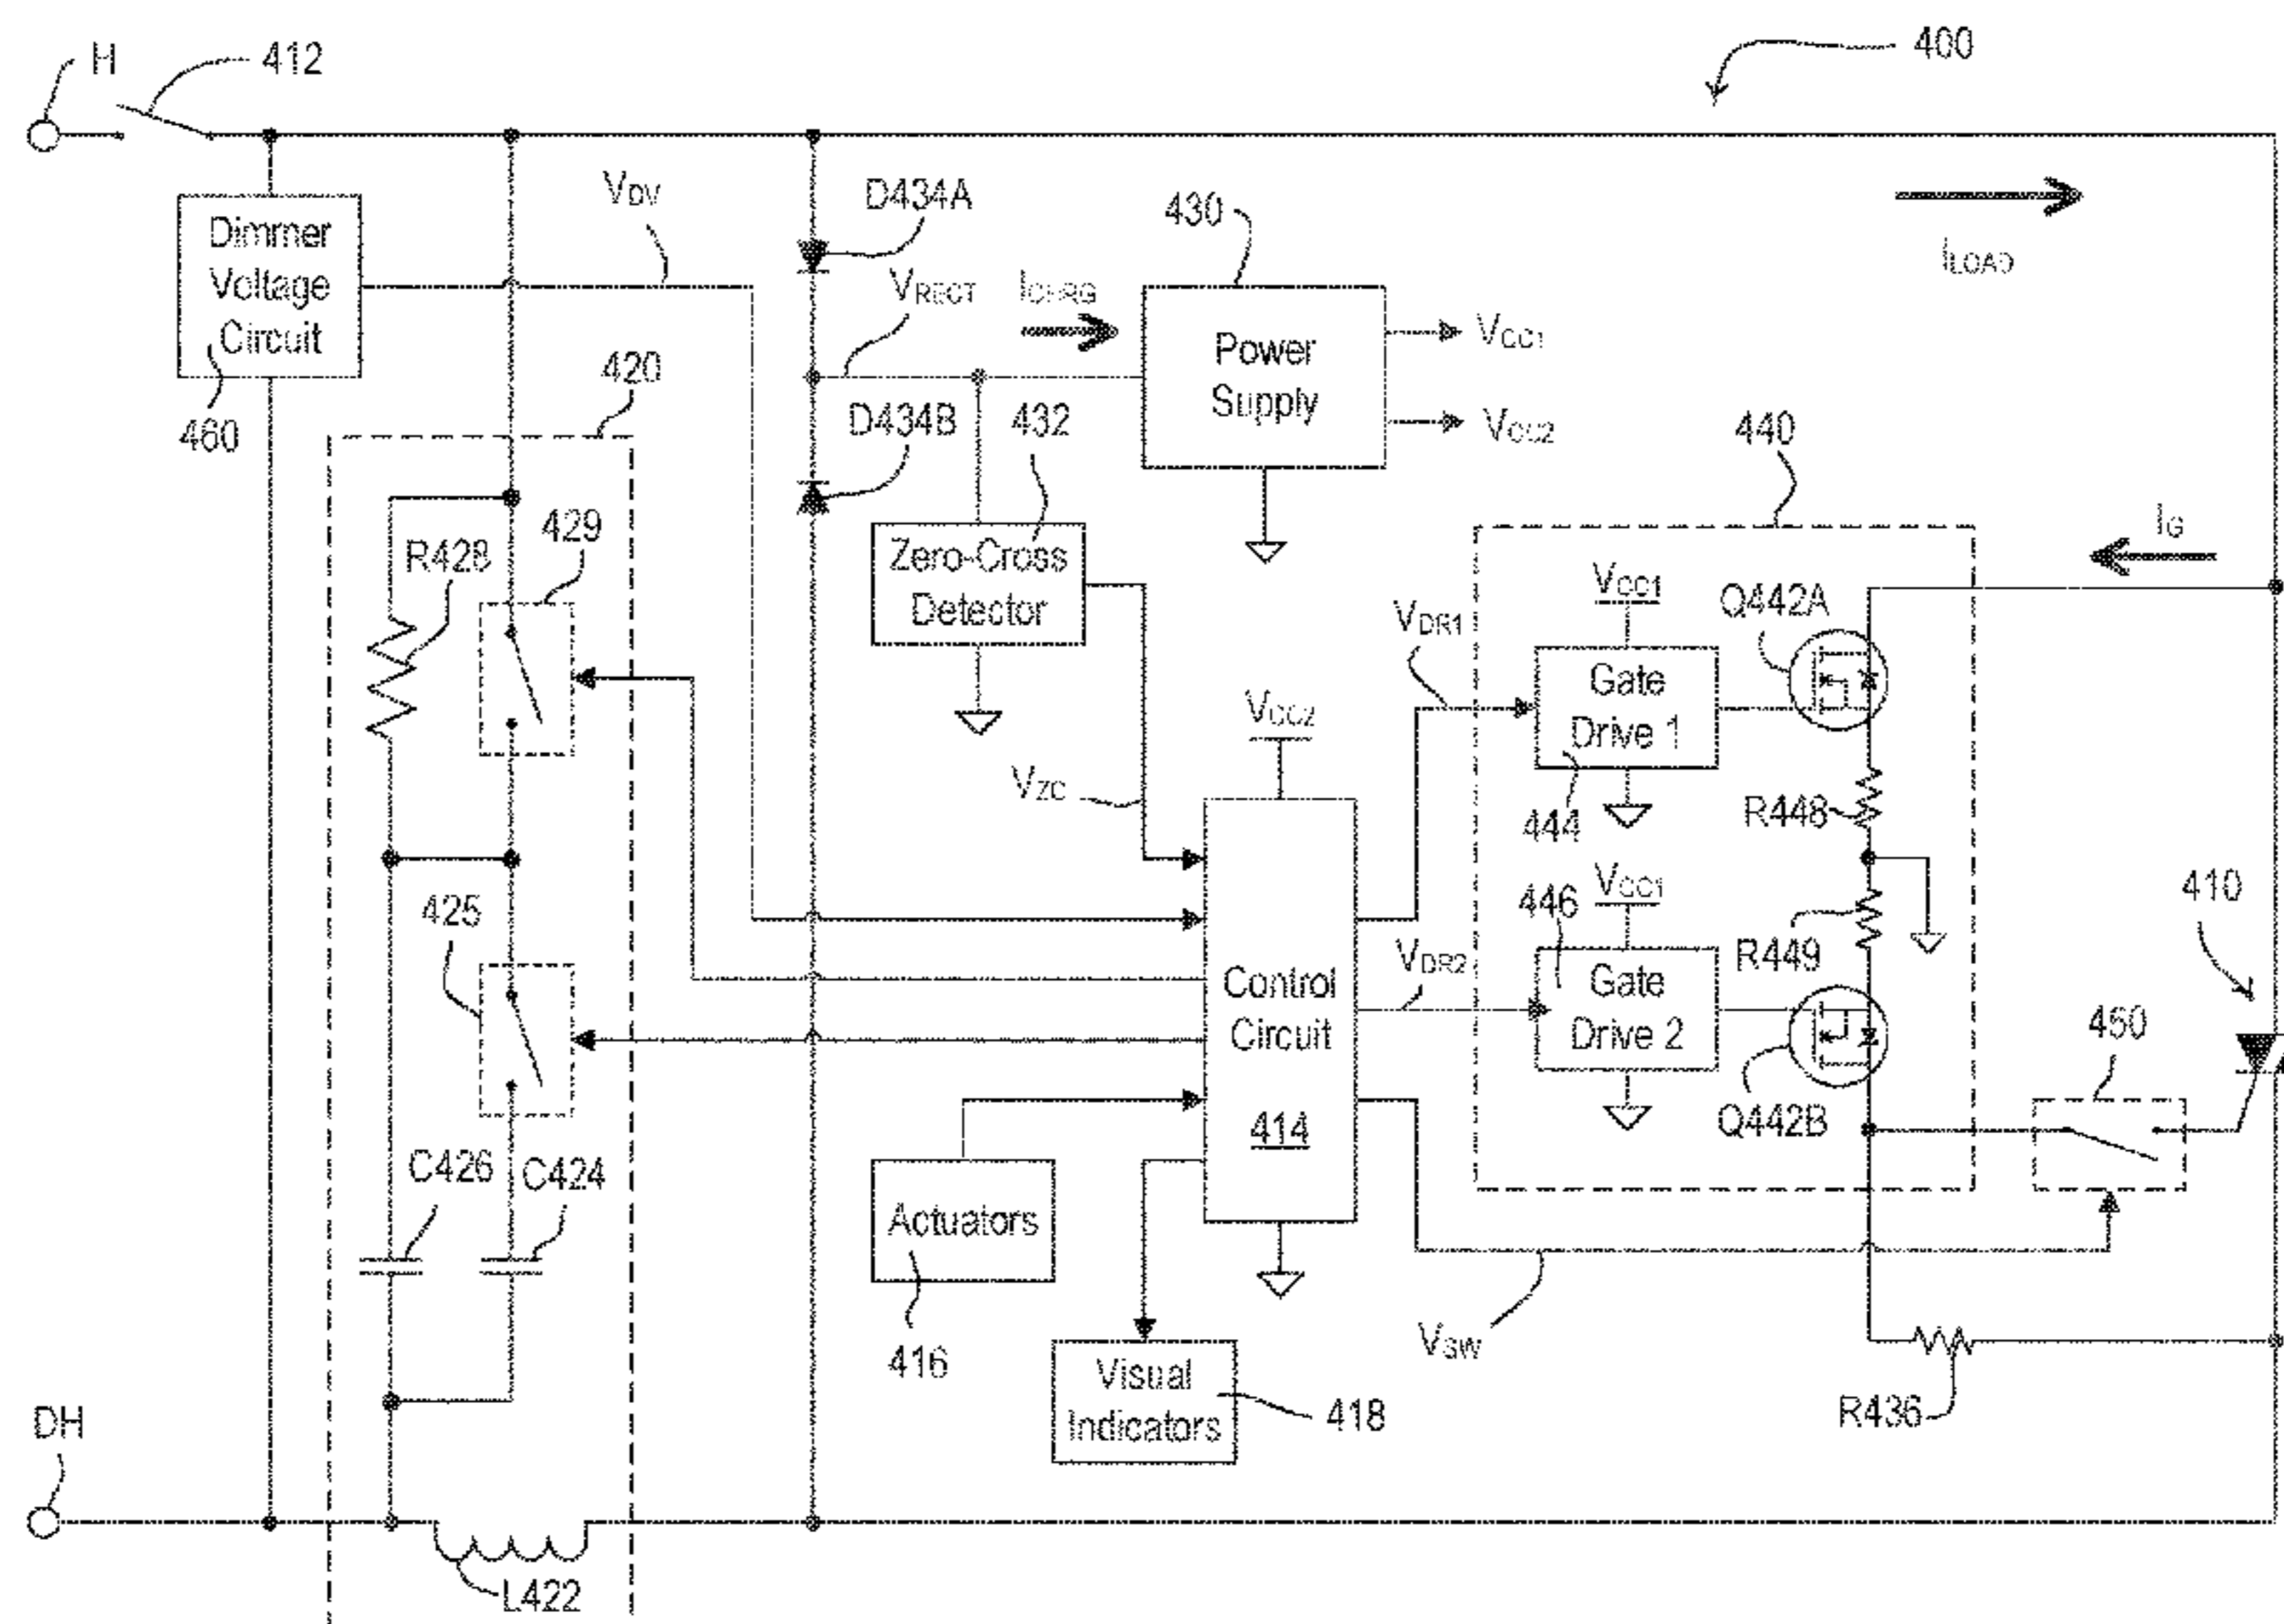 H
412
400
Dimmer
Voltage
Circuit
460
VDV
D434A
VRECT
ICHRG
430
Power
Supply
VCC1
VCC2
ILOAD
420
D434B
432
Zero-Cross
Detector
440
IG
R428
429
VCC1
Q442A
VDR1
Gate
Drive 1
444
R448
VZC
VCC2
425
VCC1
446
R449
410
VDR2
Gate
Drive 2
Control
Circuit
414
450
Q442B
C426
C424
Actuators
416
VSW
Visual
Indicators
418
R436
DH
L422